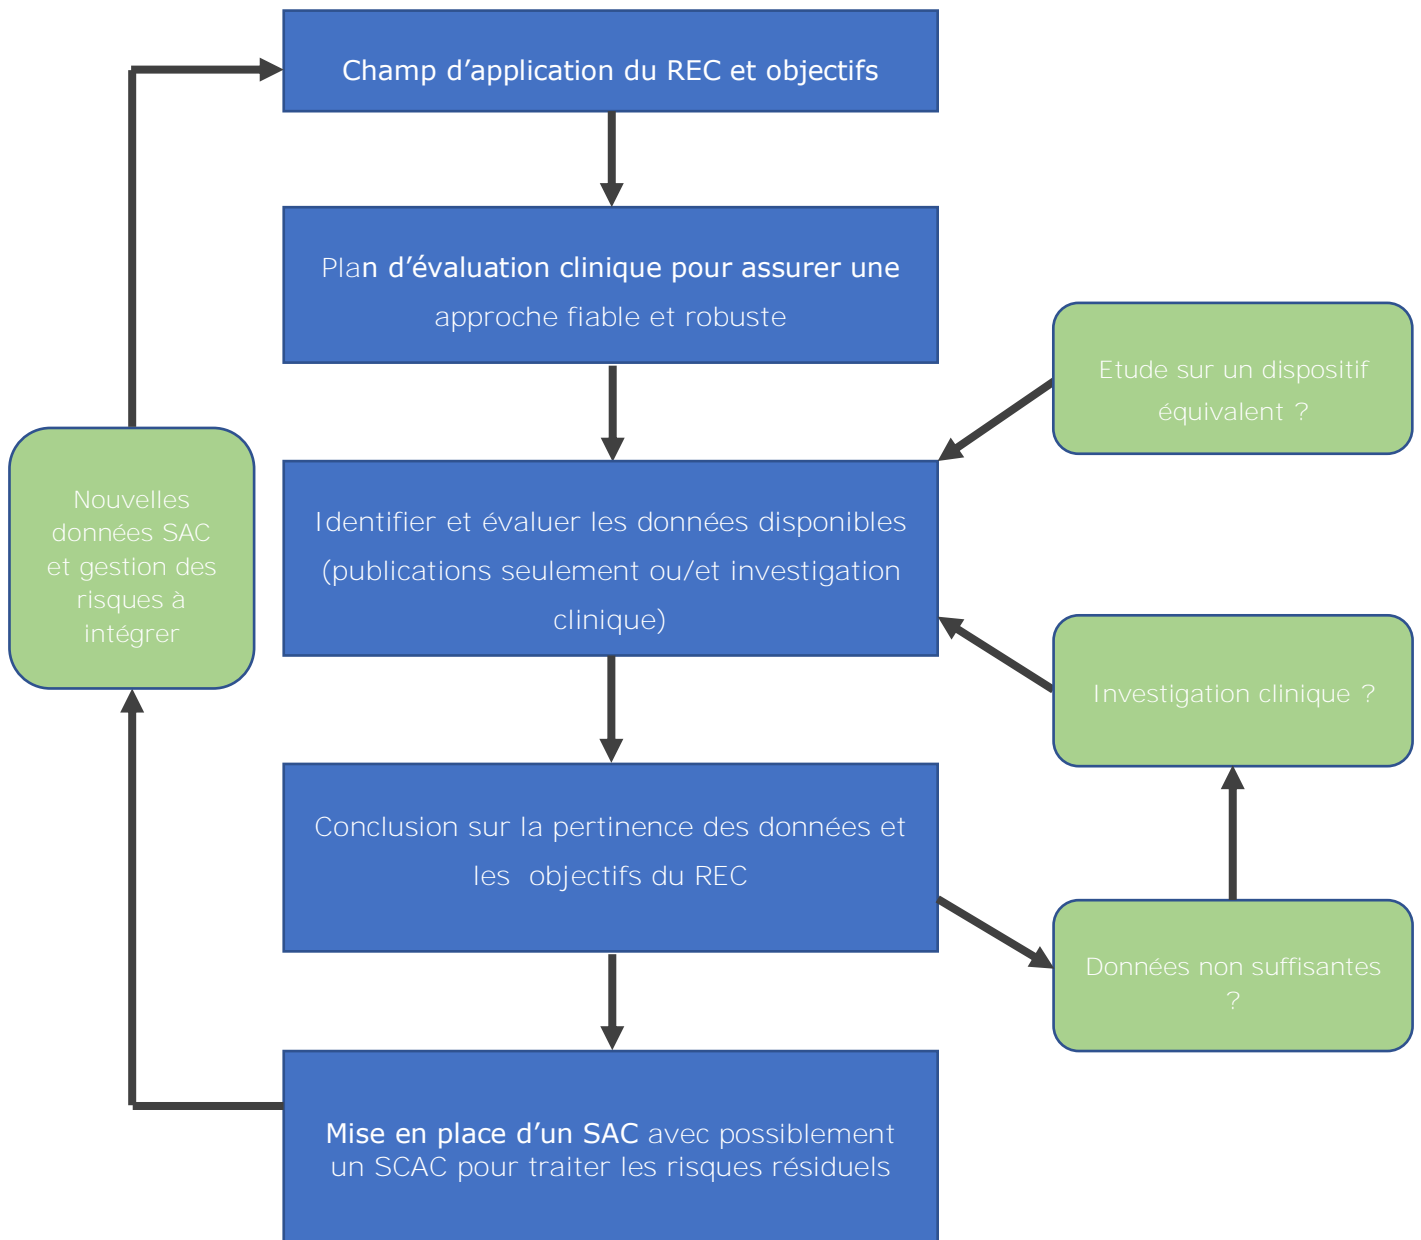 Champ d’application du REC et objectifs
Plan d’évaluation clinique pour assurer une
approche fiable et robuste
Etude sur un dispositif
équivalent ?
Nouvelles
données SAC
et gestion des
risques à
intégrer
Identifier et évaluer les données disponibles
(publications seulement ou/et investigation
clinique)
Investigation clinique ?
Conclusion sur la pertinence des données et
les objectifs du REC
Données non suffisantes
?
Mise en place d’un SAC avec possiblement
un SCAC pour traiter les risques résiduels